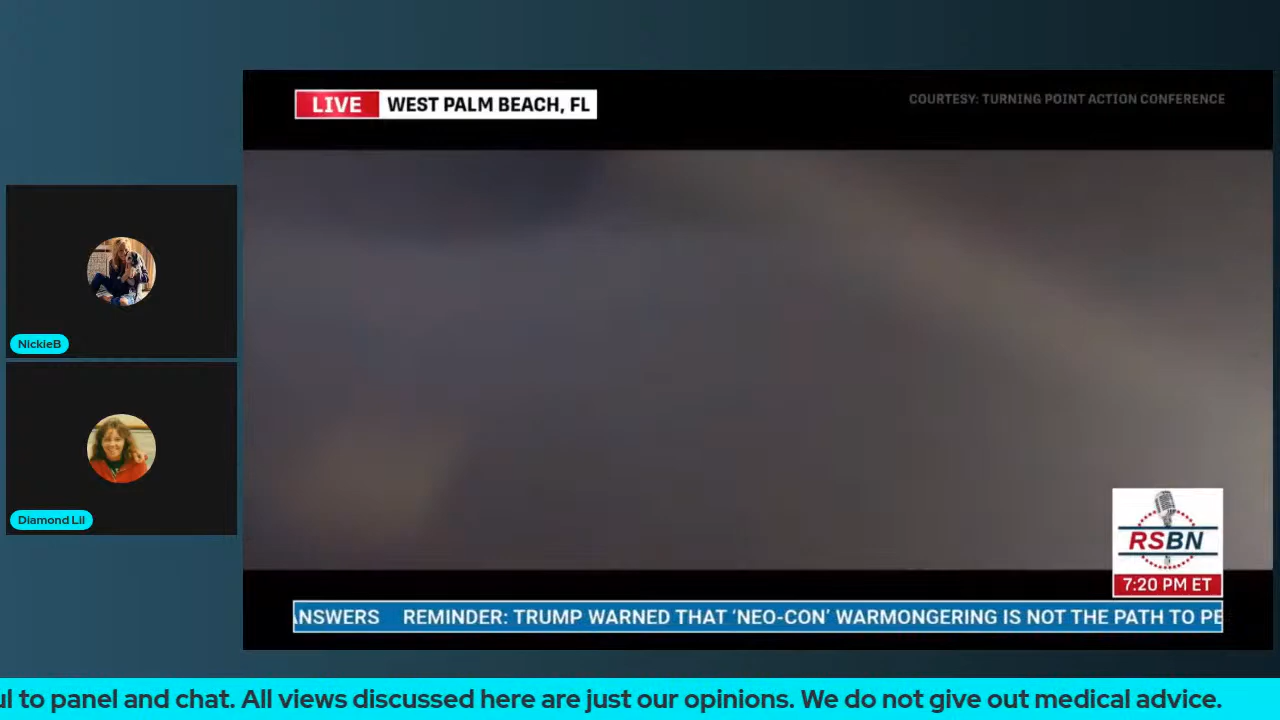 LIVE WEST PALM BEACH, FL
COURTESY: TURNING POINT ACTION CONFERENCE
NickieB
Diamond Lil
RSBN
7:20 PM ET
REMINDER: TRUMP WARNED THAT ‘NEO-CON’ WARMONGERING IS NOT THE PATH TO
to panel and chat. All views discussed here are just our opinions. We do not give out medical advice.